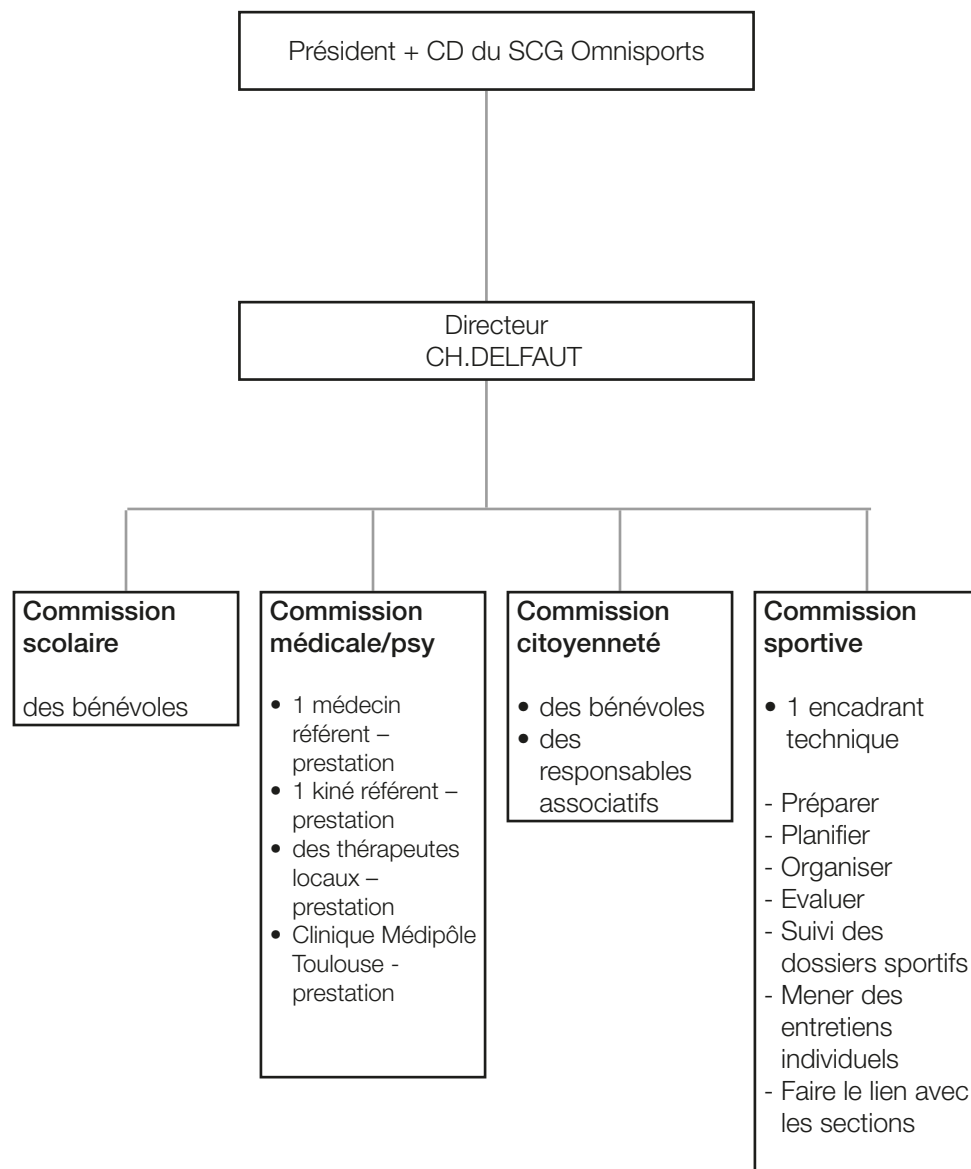 Président + CD du SCG Omnisports
Directeur
CH.DELFAUT
Commission
scolaire
des bénévoles
Commission
médicale/psy
• 1 médecin
référent –
prestation
• 1 kiné référent –
prestation
• des thérapeutes
locaux –
prestation
• Clinique Médipôle
Toulouse -
prestation
Commission
citoyenneté
• des bénévoles
• des
responsables
associatifs
Commission
sportive
• 1 encadrant
technique
- Préparer
- Planifier
- Organiser
- Evaluer
- Suivi des
dossiers sportifs
- Mener des
entretiens
individuels
- Faire le lien avec
les sections